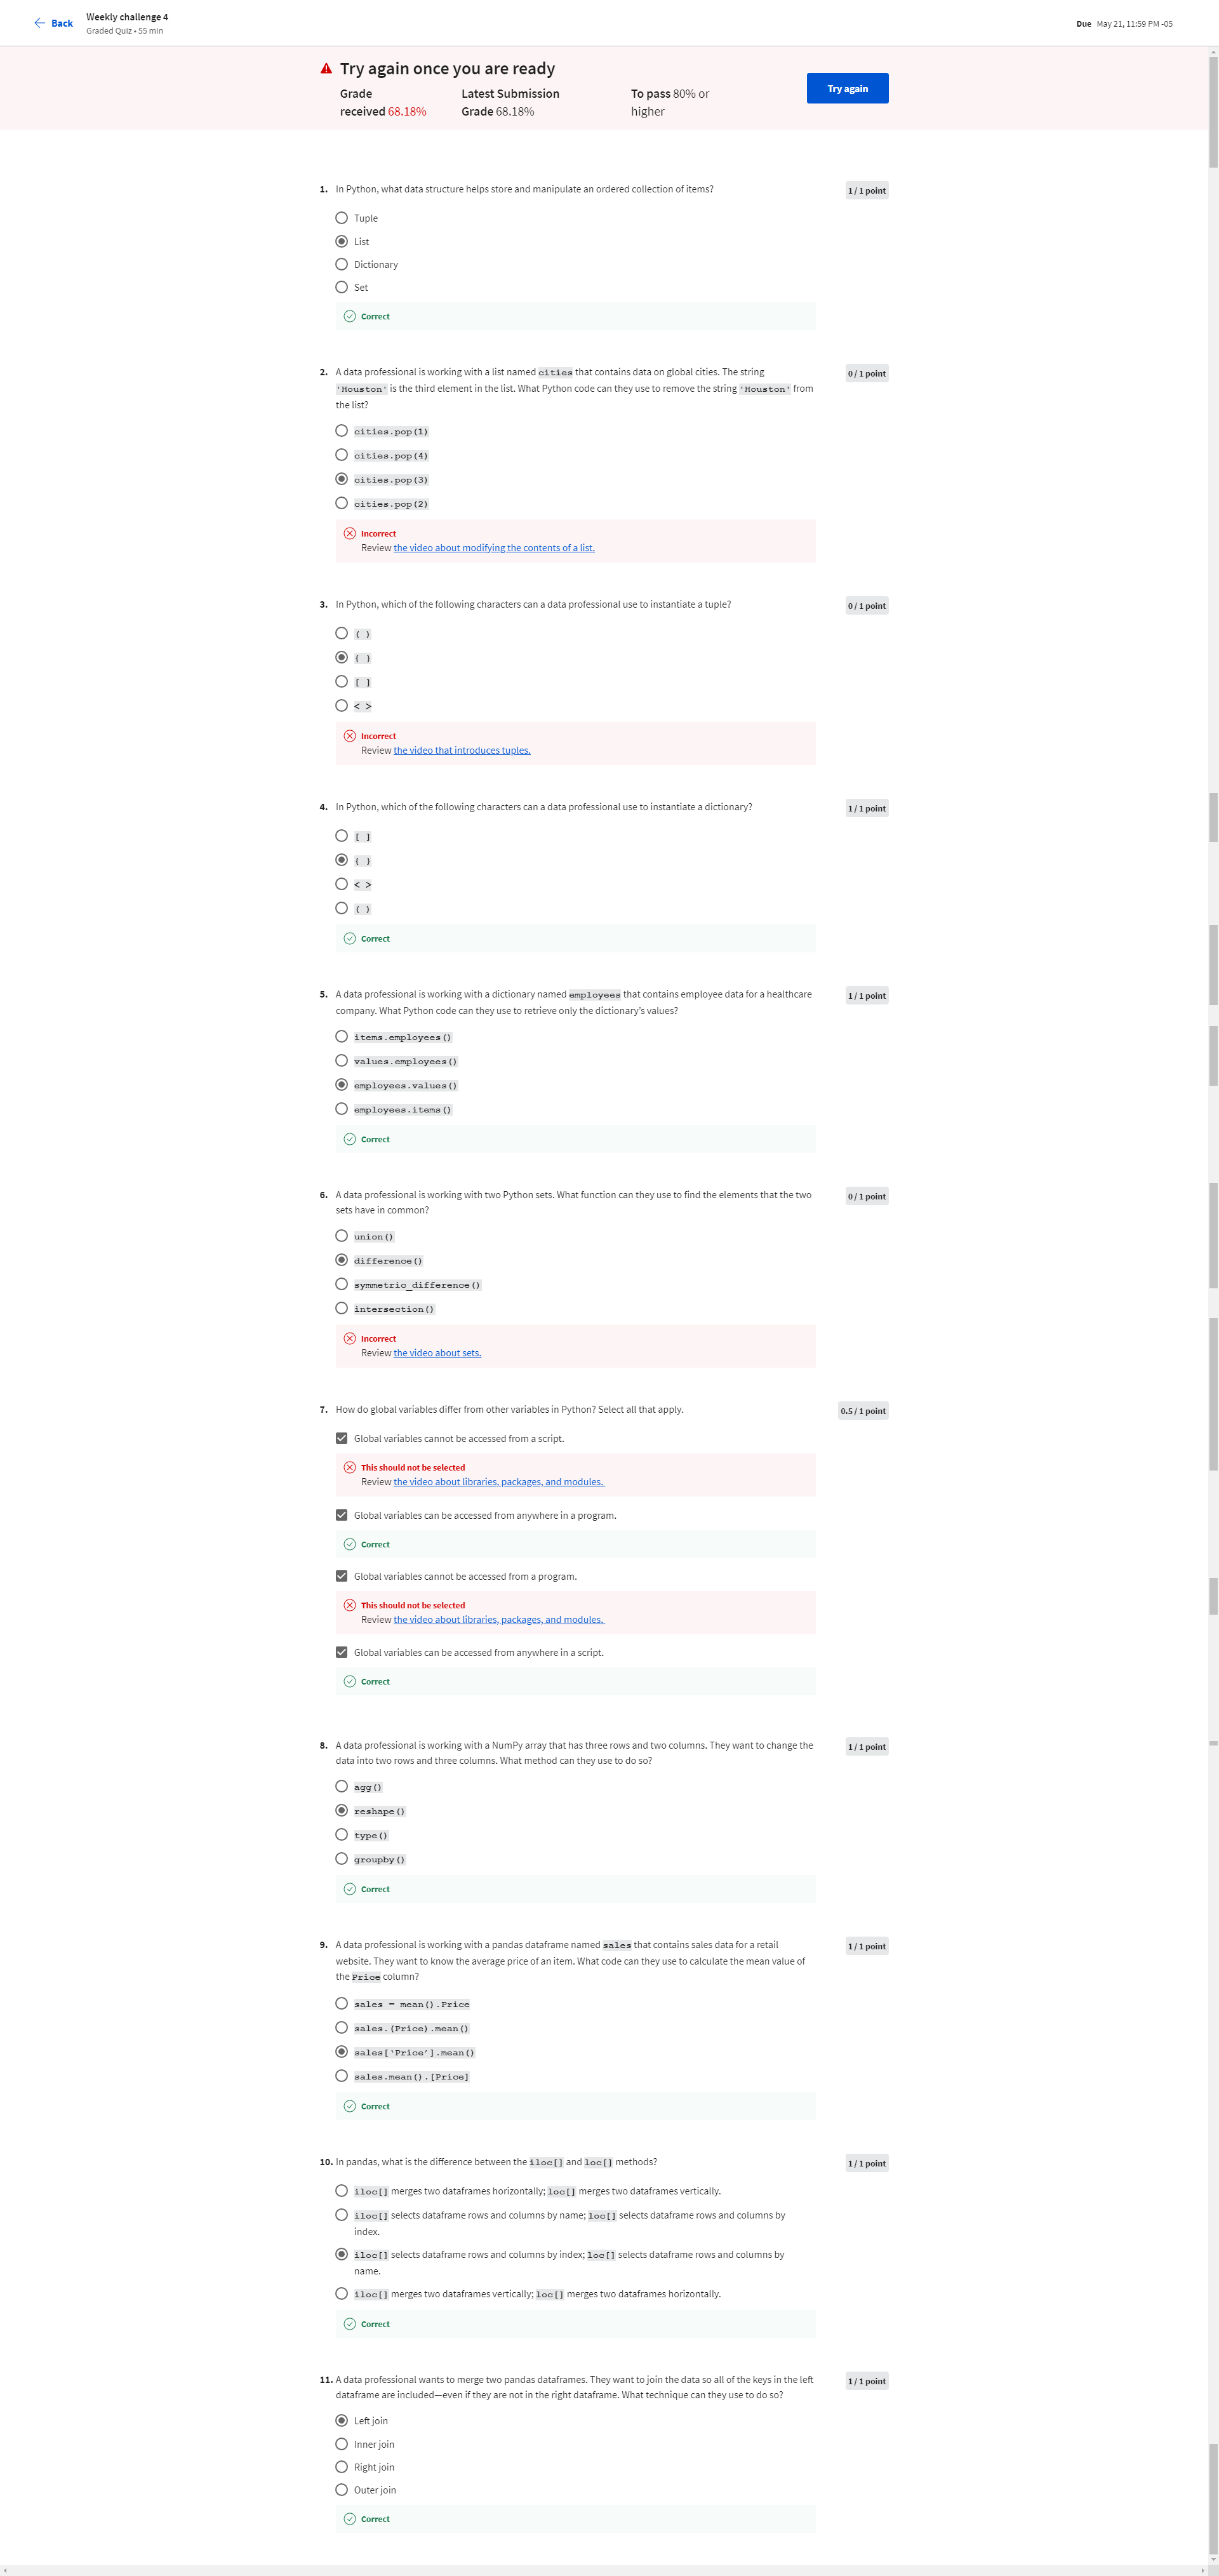 Back
Weekly challenge 4
Graded Quiz • 55 min
Due May 21, 11:59 PM -05
Try again once you are ready
Grade
received 68.18%
Latest Submission
Grade 68.18%
To pass 80% or
higher
Try again
1. In Python, what data structure helps store and manipulate an ordered collection of items?
1 / 1 point
Tuple
List
Dictionary
Set
Correct
2. A data professional is working with a list named cities that contains data on global cities. The string
'Houston' is the third element in the list. What Python code can they use to remove the string 'Houston' from
the list?
0 / 1 point
cities.pop(1)
cities.pop(4)
cities.pop(3)
cities.pop(2)
Incorrect
Review the video about modifying the contents of a list.
3. In Python, which of the following characters can a data professional use to instantiate a tuple?
0 / 1 point
( )
{ }
[ ]
< >
Incorrect
Review the video that introduces tuples.
4. In Python, which of the following characters can a data professional use to instantiate a dictionary?
1 / 1 point
[ ]
{ }
< >
( )
Correct
5. A data professional is working with a dictionary named employees that contains employee data for a healthcare
company. What Python code can they use to retrieve only the dictionary's values?
1 / 1 point
items.employees()
values.employees()
employees.values()
employees.items()
Correct
6. A data professional is working with two Python sets. What function can they use to find the elements that the two
sets have in common?
0 / 1 point
union()
difference()
symmetric_difference()
intersection()
Incorrect
Review the video about sets.
7. How do global variables differ from other variables in Python? Select all that apply.
0.5 / 1 point
Global variables cannot be accessed from a script.
This should not be selected
Review the video about libraries, packages, and modules.
Global variables can be accessed from anywhere in a program.
Correct
Global variables cannot be accessed from a program.
This should not be selected
Review the video about libraries, packages, and modules.
Global variables can be accessed from anywhere in a script.
Correct
8. A data professional is working with a NumPy array that has three rows and two columns. They want to change the
data into two rows and three columns. What method can they use to do so?
1 / 1 point
agg()
reshape()
type()
groupby()
Correct
9. A data professional is working with a pandas dataframe named sales that contains sales data for a retail
website. They want to know the average price of an item. What code can they use to calculate the mean value of
the Price column?
1 / 1 point
sales = mean().Price
sales.(Price).mean()
sales[‘Price’].mean()
sales.mean().[Price]
Correct
10. In pandas, what is the difference between the iloc[] and loc[] methods?
1 / 1 point
iloc[] merges two dataframes horizontally; loc[] merges two dataframes vertically.
iloc[] selects dataframe rows and columns by name; loc[] selects dataframe rows and columns by
index.
iloc[] selects dataframe rows and columns by index; loc[] selects dataframe rows and columns by
name.
iloc[] merges two dataframes vertically; loc[] merges two dataframes horizontally.
Correct
11. A data professional wants to merge two pandas dataframes. They want to join the data so all of the keys in the left
dataframe are included—even if they are not in the right dataframe. What technique can they use to do so?
1 / 1 point
Left join
Inner join
Right join
Outer join
Correct